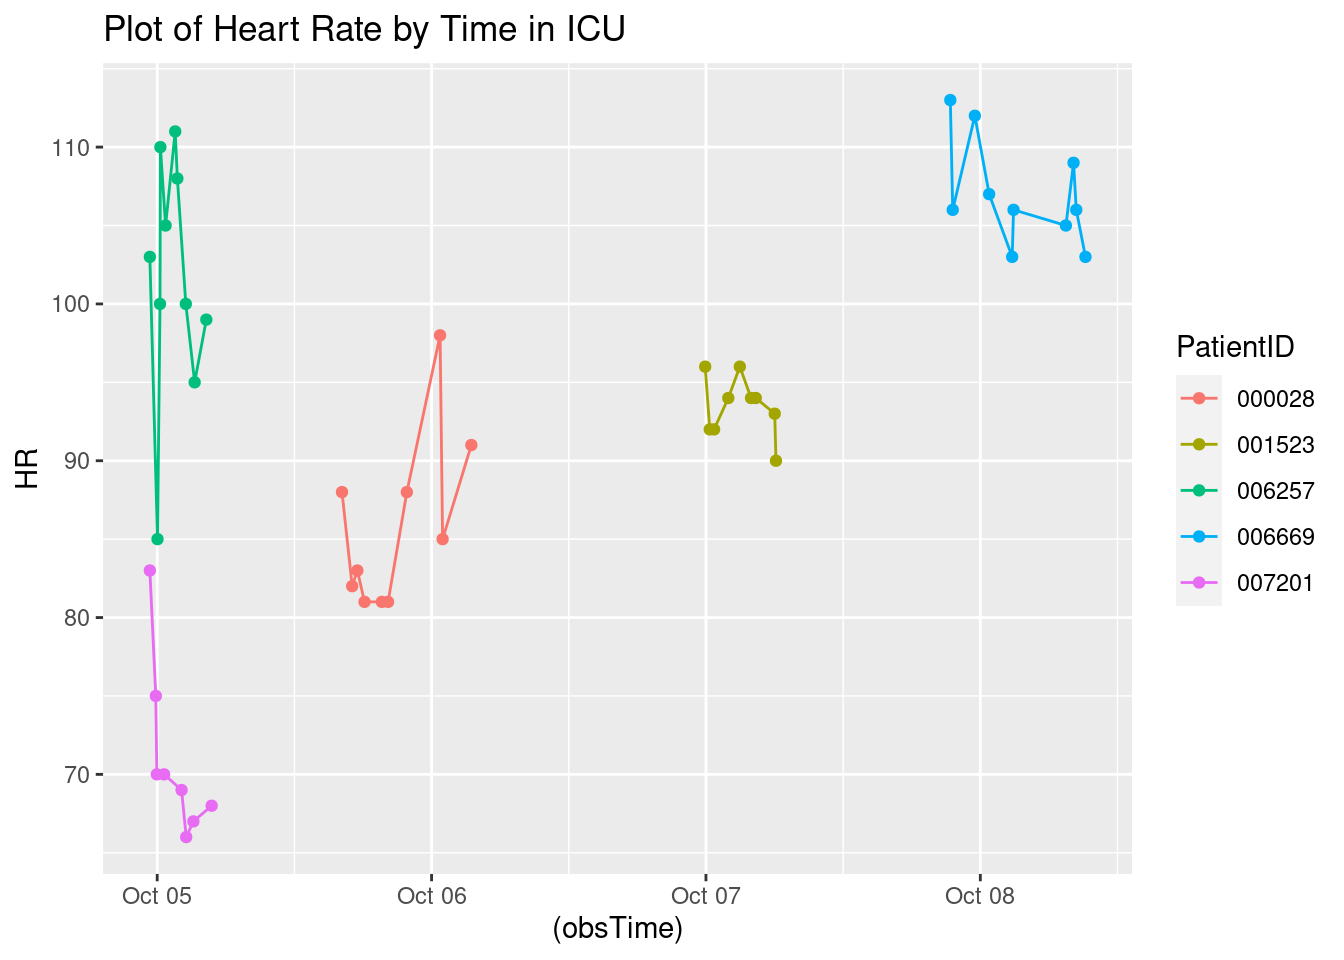 Plot of Heart Rate by Time in ICU
110
100
90
80
70
HR
Oct 05
Oct 06
Oct 07
Oct 08
(obsTime)
PatientID
000028
001523
006257
006669
007201